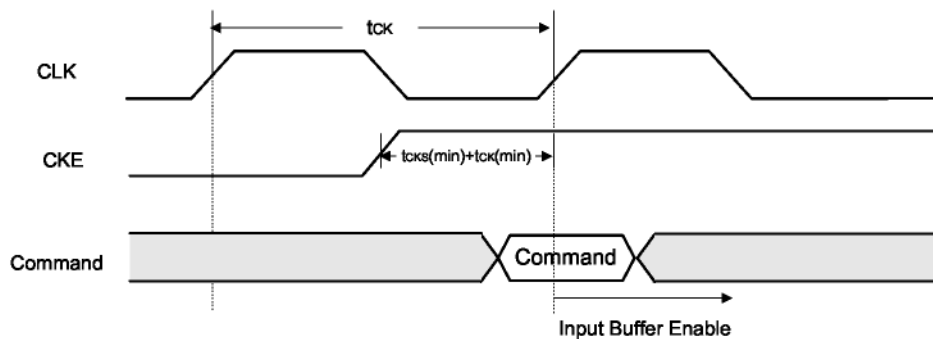 tCK
CLK
CKE
tCKS(min)+tCK(min)
Command
Command
Input Buffer Enable